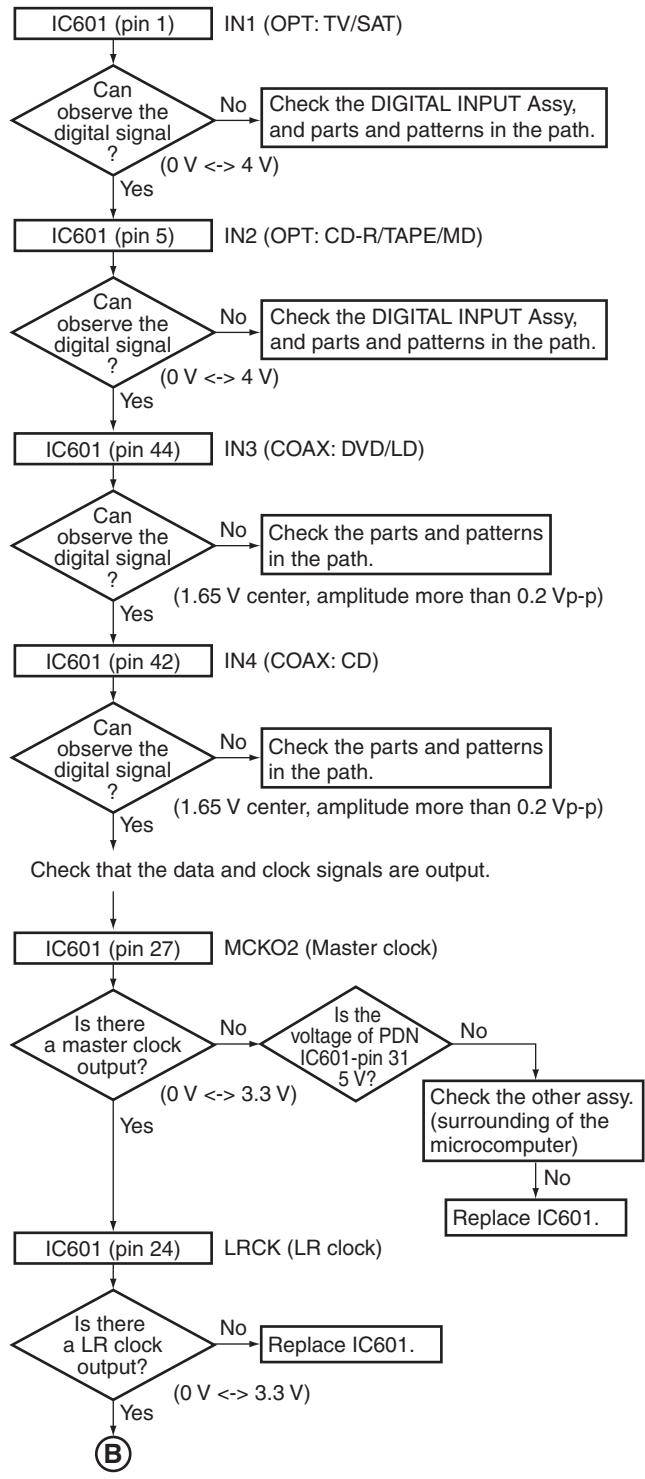 IC601 (pin 1)
IN1 (OPT: TV/SAT)
Can
observe the
digital signal
?
No
Check the DIGITAL INPUT Assy,
and parts and patterns in the path.
(0 V <-> 4 V)
Yes
IC601 (pin 5)
IN2 (OPT: CD-R/TAPE/MD)
Can
observe the
digital signal
?
No
Check the DIGITAL INPUT Assy,
and parts and patterns in the path.
(0 V <-> 4 V)
Yes
IC601 (pin 44)
IN3 (COAX: DVD/LD)
Can
observe the
digital signal
?
No
Check the parts and patterns
in the path.
(1.65 V center, amplitude more than 0.2 Vp-p)
Yes
IC601 (pin 42)
IN4 (COAX: CD)
Can
observe the
digital signal
?
No
Check the parts and patterns
in the path.
(1.65 V center, amplitude more than 0.2 Vp-p)
Yes
Check that the data and clock signals are output.
IC601 (pin 27)
MCKO2 (Master clock)
Is there
a master clock
output?
No
Is the
voltage of PDN
IC601-pin 31
5 V?
No
(0 V <-> 3.3 V)
Yes
Check the other assy.
(surrounding of the
microcomputer)
No
Replace IC601.
IC601 (pin 24)
LRCK (LR clock)
Is there
a LR clock
output?
No
Replace IC601.
(0 V <-> 3.3 V)
Yes
B